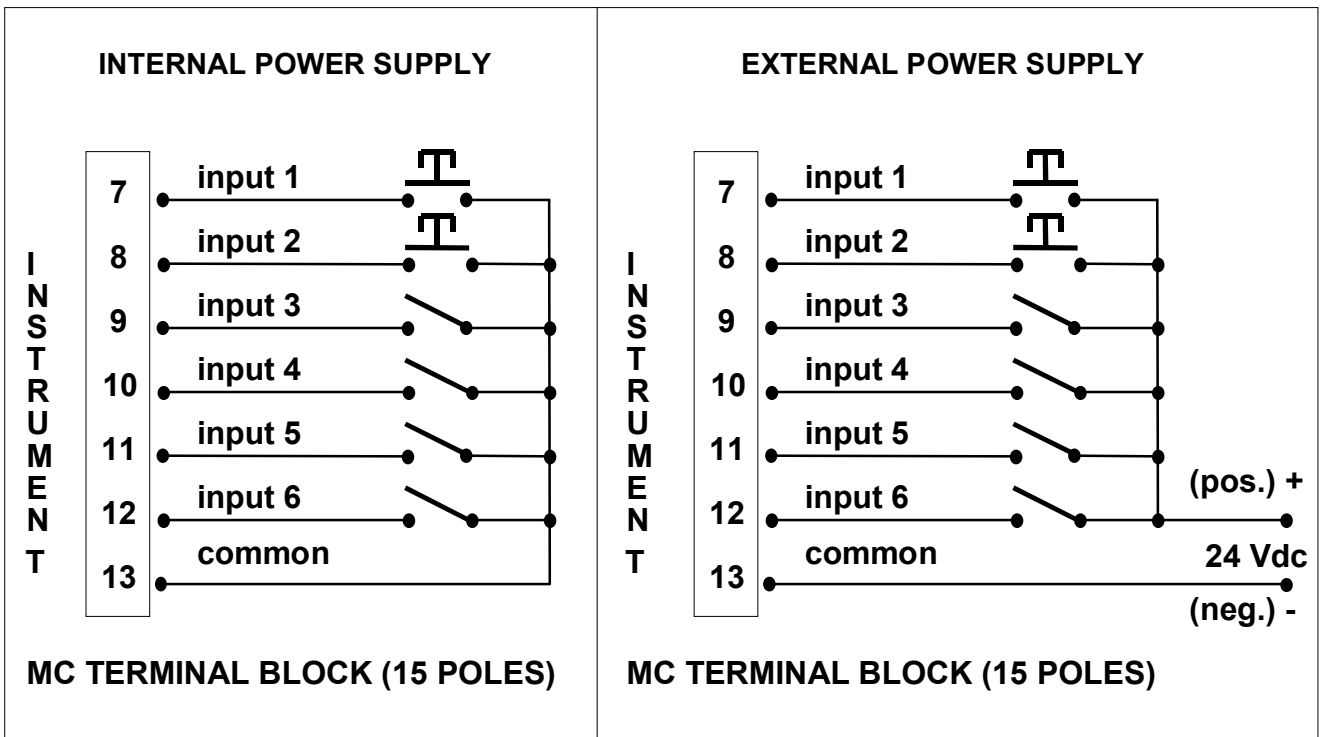 INTERNAL POWER SUPPLY
INSTRUMENT
7 input 1
8 input 2
9 input 3
10 input 4
11 input 5
12 input 6
13 common
MC TERMINAL BLOCK (15 POLES)
EXTERNAL POWER SUPPLY
INSTRUMENT
7 input 1
8 input 2
9 input 3
10 input 4
11 input 5
12 input 6
13 common
(pos.) +
24 Vdc
(neg.) -
MC TERMINAL BLOCK (15 POLES)